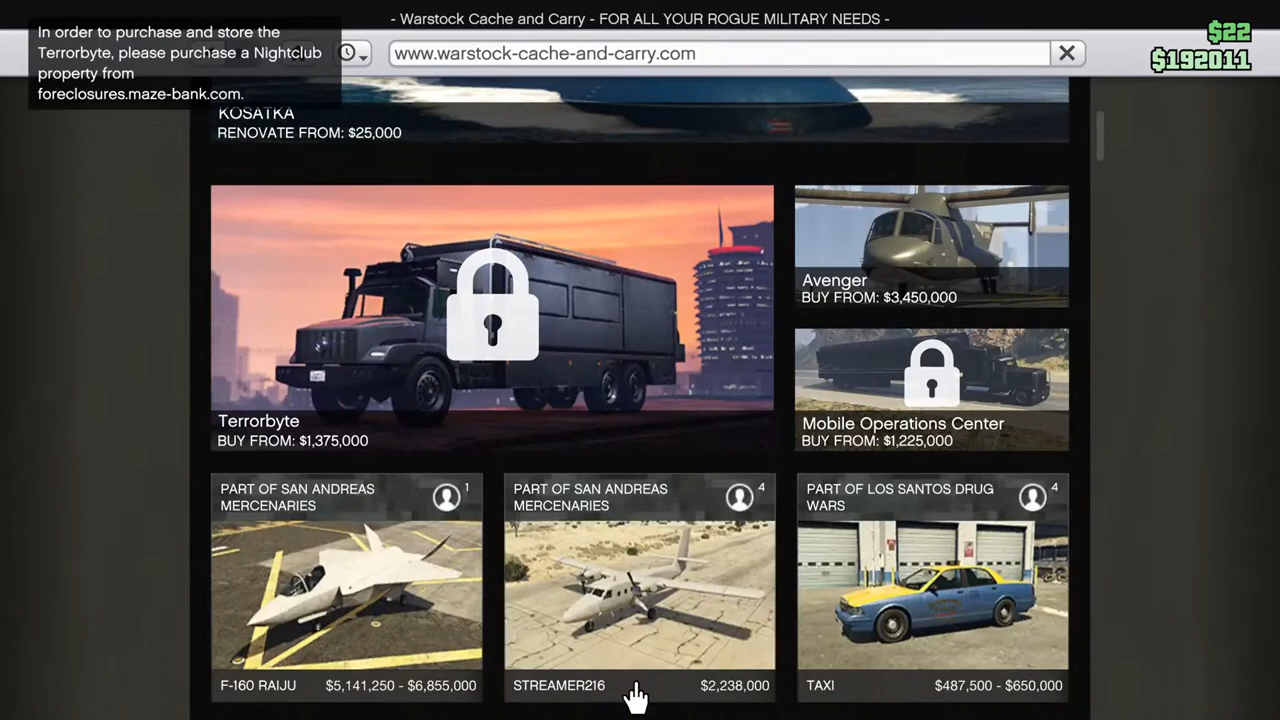 - Warstock Cache and Carry - FOR ALL YOUR ROGUE MILITARY NEEDS -
In order to purchase and store the
Terrorbyte, please purchase a Nightclub
property from
foreclosures.maze-bank.com.
www.warstock-cache-and-carry.com
$22
$192011
KOSATKA
RENOVATE FROM: $25,000
Terrorbyte
BUY FROM: $1,375,000
Avenger
BUY FROM: $3,450,000
Mobile Operations Center
BUY FROM: $1,225,000
PART OF SAN ANDREAS
MERCENARIES
1
F-160 RAIJU $5,141,250 - $6,855,000
PART OF SAN ANDREAS
MERCENARIES
4
STREAMER216 $2,238,000
PART OF LOS SANTOS DRUG
WARS
4
TAXI $487,500 - $650,000